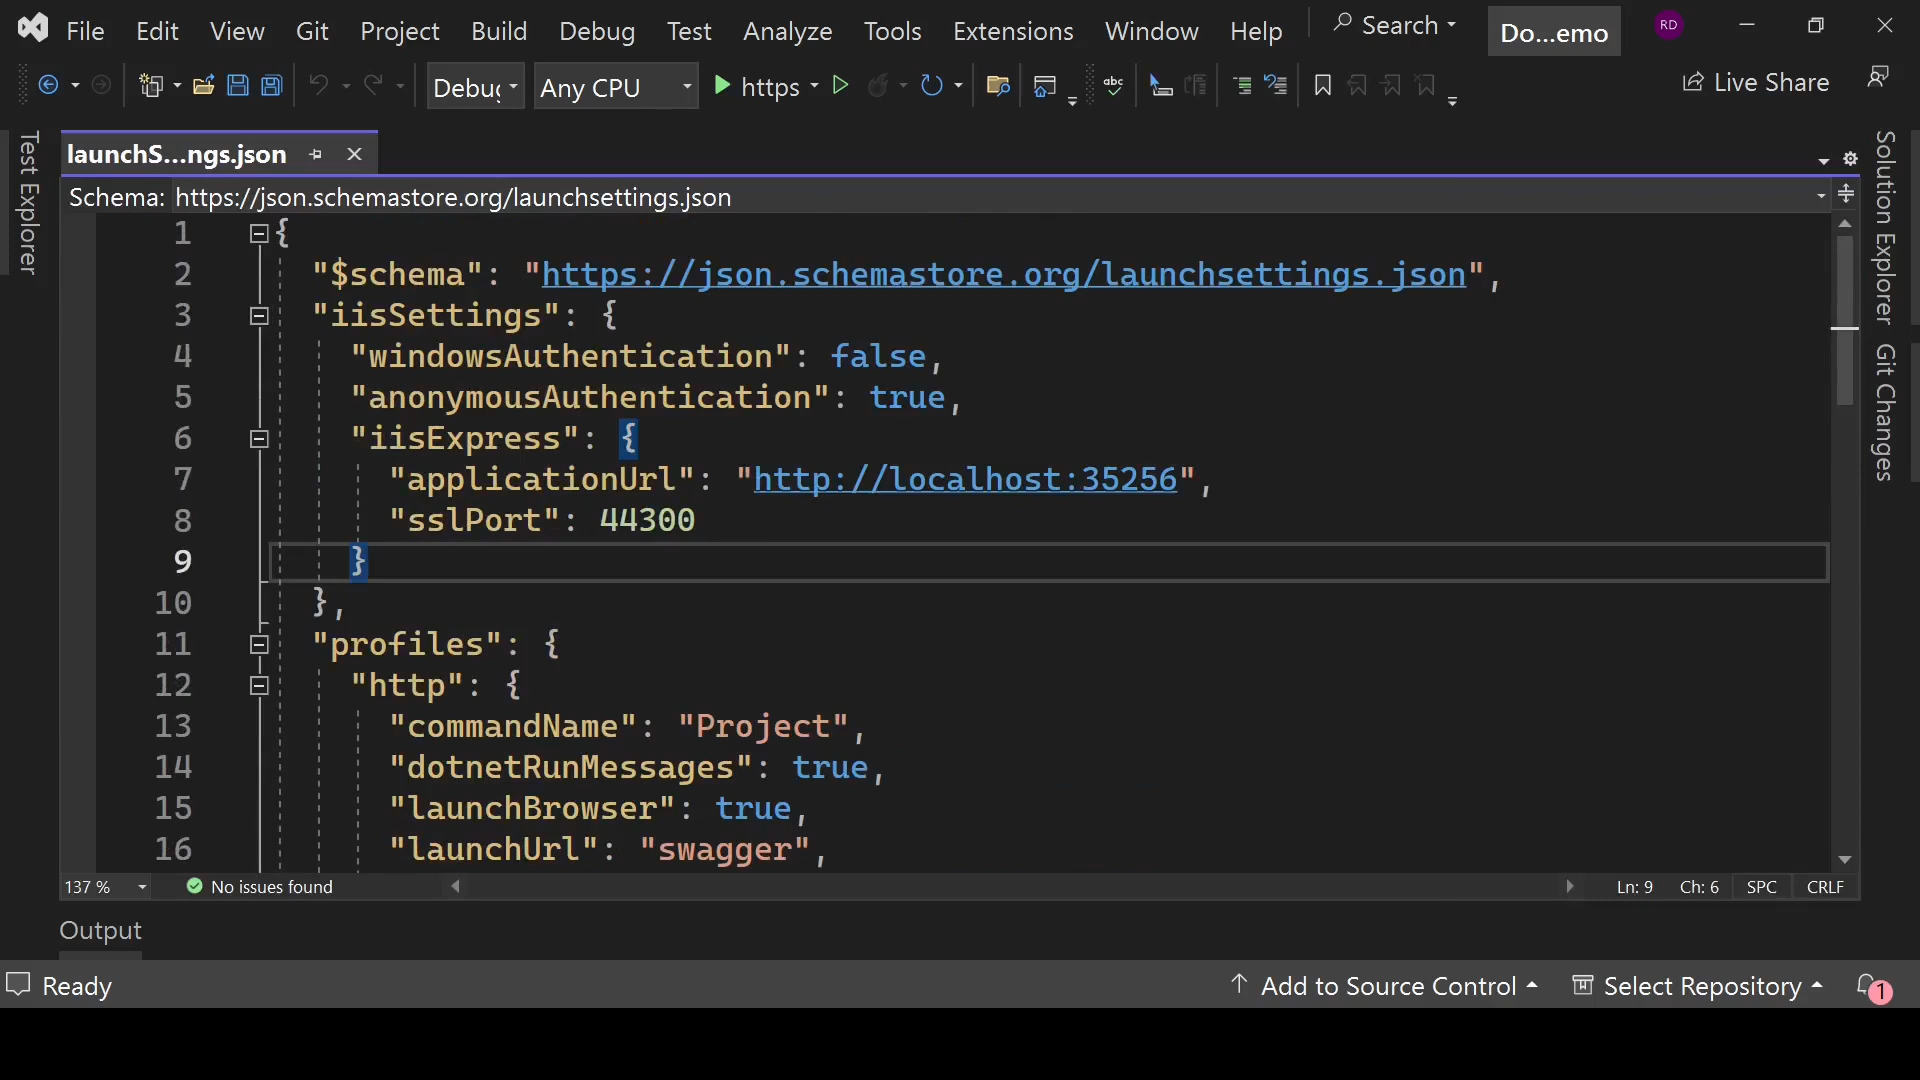 File Edit View Git Project Build Debug Test Analyze Tools Extensions Window Help Search Do...emo RD
Debug Any CPU https Live Share
launchS...ngs.json
Schema: https://json.schemastore.org/launchsettings.json
1 {
2 "$schema": "https://json.schemastore.org/launchsettings.json",
3 "iisSettings": {
4 "windowsAuthentication": false,
5 "anonymousAuthentication": true,
6 "iisExpress": {
7 "applicationUrl": "http://localhost:35256",
8 "sslPort": 44300
9 }
10 },
11 "profiles": {
12 "http": {
13 "commandName": "Project",
14 "dotnetRunMessages": true,
15 "launchBrowser": true,
16 "launchUrl": "swagger",
137 % No issues found Ln: 9 Ch: 6 SPC CRLF
Output
Ready Add to Source Control Select Repository 1
Test Explorer
Solution Explorer
Git Changes
abc